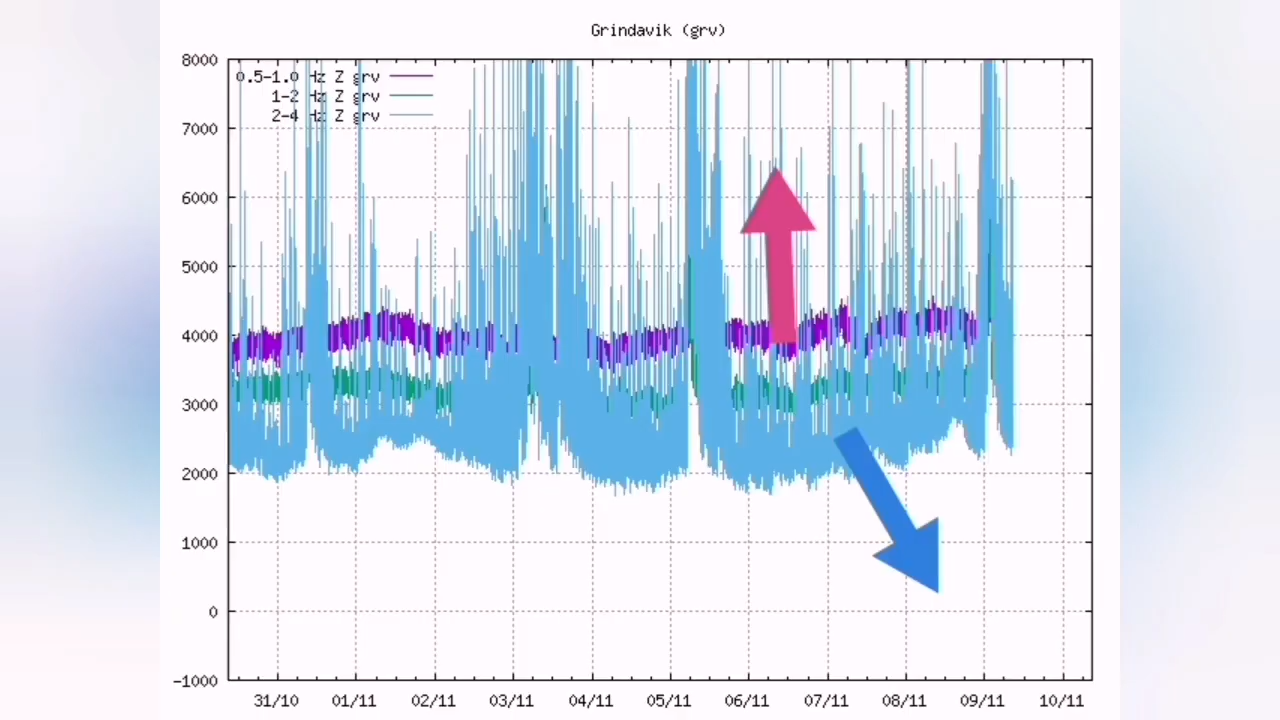 Grindavik (grv)
8000
0.5-1.0 Hz Z grv
1-2 Hz Z grv
2-4 Hz Z grv
7000
6000
5000
4000
3000
2000
1000
0
-1000
31/10 01/11 02/11 03/11 04/11 05/11 06/11 07/11 08/11 09/11 10/11